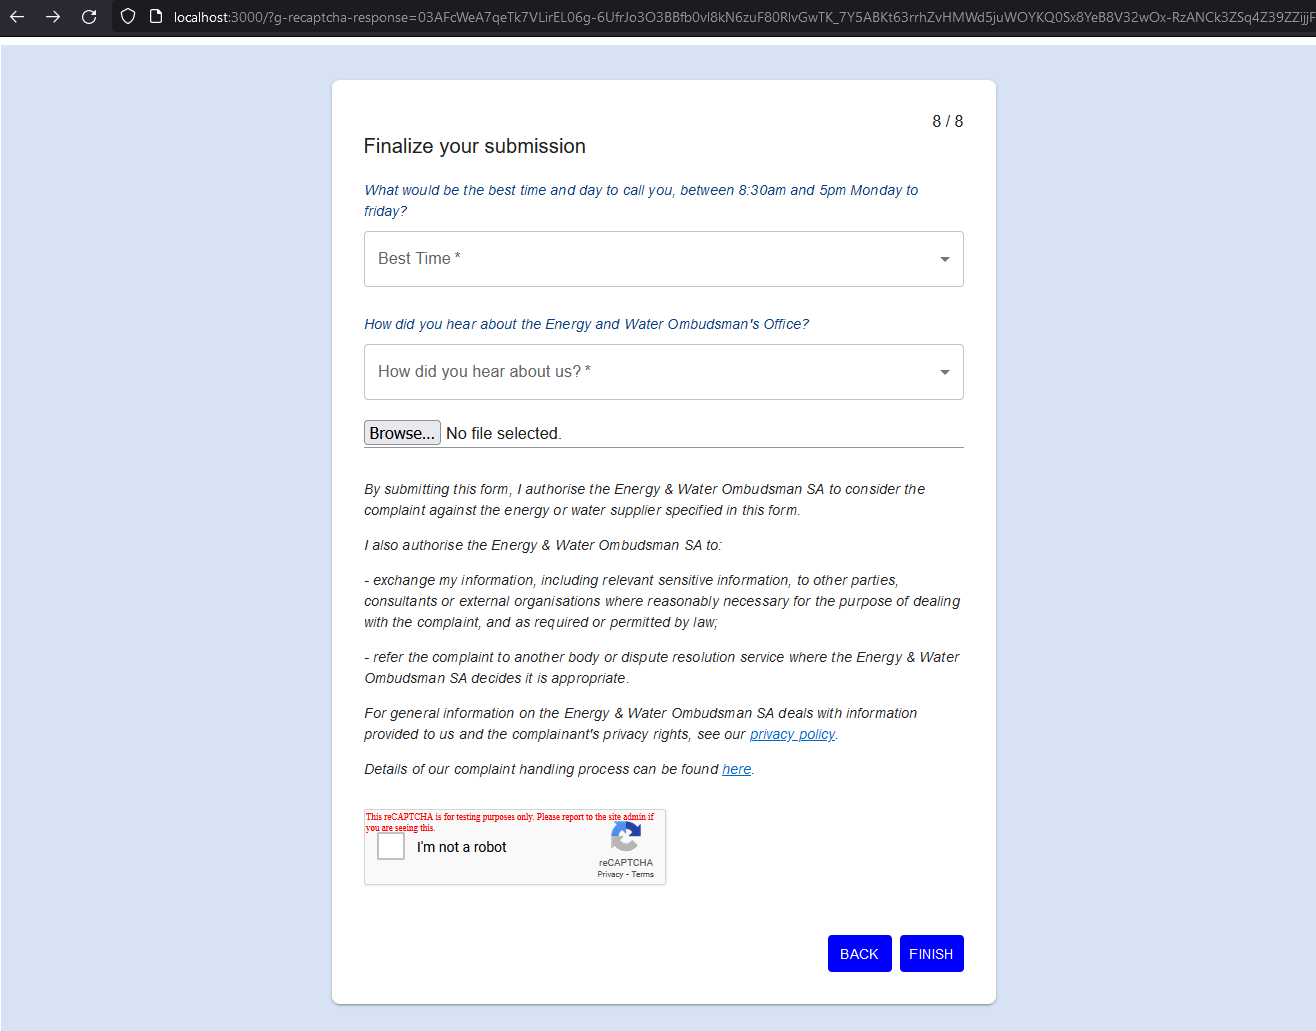 localhost:3000/?g-recaptcha-response=03AFcWeA7qeTk7VLirEL06g-6UfrJo3O3BBfb0vl8kN6zuF80RlvGwTK_7Y5ABKt63rrhZvHMWd5juWOYKQ0Sx8YeB8V32wOx-RzANCk3ZSq4Z39ZZijjF
8 / 8
Finalize your submission
What would be the best time and day to call you, between 8:30am and 5pm Monday to
friday?
Best Time *
How did you hear about the Energy and Water Ombudsman's Office?
How did you hear about us? *
Browse... No file selected.
By submitting this form, I authorise the Energy & Water Ombudsman SA to consider the
complaint against the energy or water supplier specified in this form.
I also authorise the Energy & Water Ombudsman SA to:
- exchange my information, including relevant sensitive information, to other parties,
consultants or external organisations where reasonably necessary for the purpose of dealing
with the complaint, and as required or permitted by law;
- refer the complaint to another body or dispute resolution service where the Energy & Water
Ombudsman SA decides it is appropriate.
For general information on the Energy & Water Ombudsman SA deals with information
provided to us and the complainant's privacy rights, see our privacy policy.
Details of our complaint handling process can be found here.
This reCAPTCHA is for testing purposes only. Please report to the site admin if
you are seeing this.
I'm not a robot
reCAPTCHA
Privacy - Terms
BACK FINISH